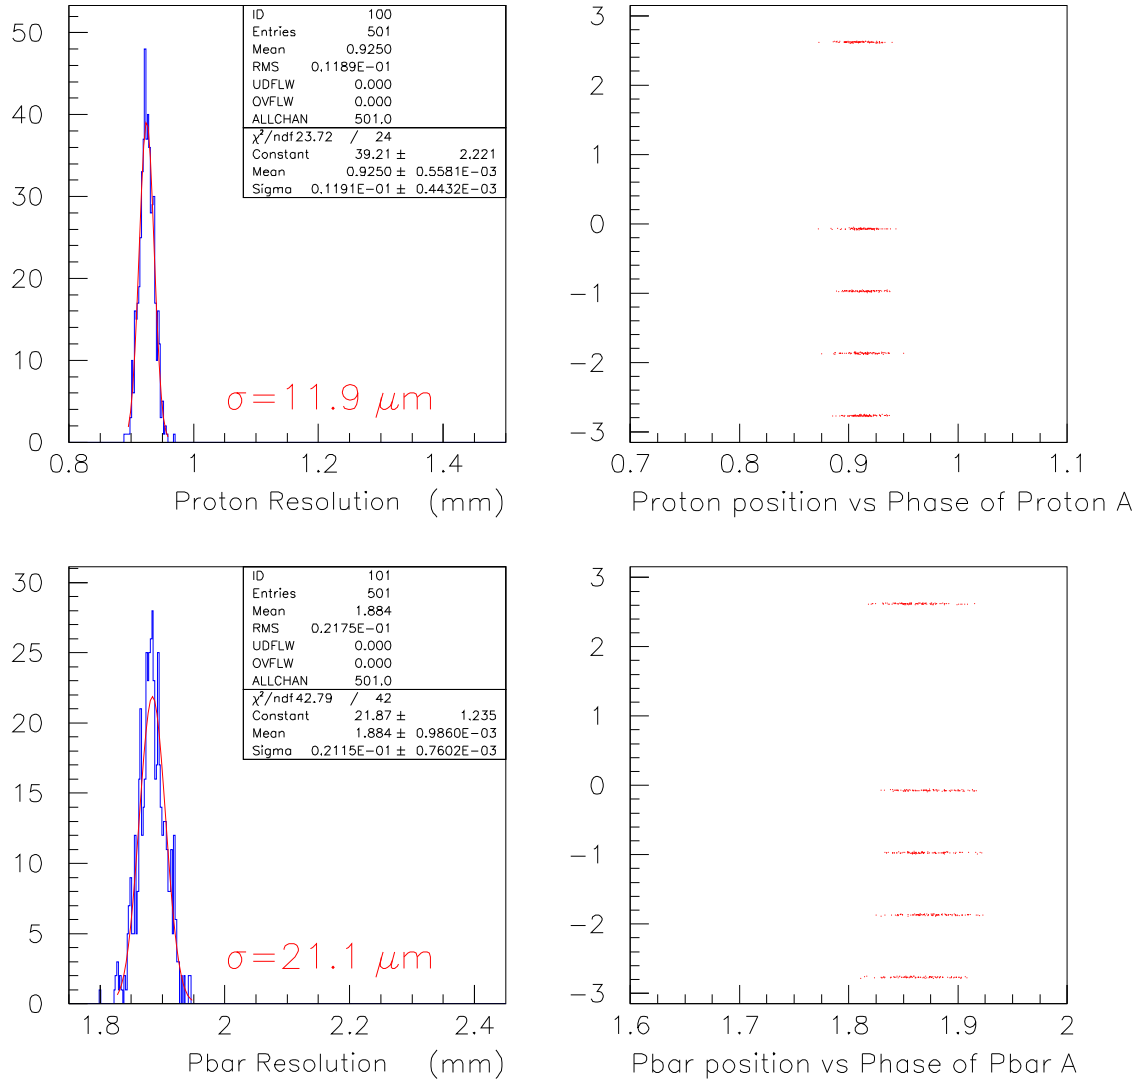 50
40
30
20
10
0
0.8 1 1.2 1.4
ID 100
Entries 501
Mean 0.9250
RMS 0.1189E-01
UDFLW 0.000
OVFLW 0.000
ALLCHAN 501.0
χ²/ndf 23.72 / 24
Constant 39.21 ± 2.221
Mean 0.9250 ± 0.5581E-03
Sigma 0.1191E-01 ± 0.4432E-03
σ=11.9 μm
Proton Resolution (mm)
3
2
1
0
−1
−2
−3
0.7 0.8 0.9 1 1.1
Proton position vs Phase of Proton A
30
25
20
15
10
5
0
1.8 2 2.2 2.4
ID 101
Entries 501
Mean 1.884
RMS 0.2175E-01
UDFLW 0.000
OVFLW 0.000
ALLCHAN 501.0
χ²/ndf 42.79 / 42
Constant 21.87 ± 1.235
Mean 1.884 ± 0.9860E-03
Sigma 0.2115E-01 ± 0.7602E-03
σ=21.1 μm
Pbar Resolution (mm)
3
2
1
0
−1
−2
−3
1.6 1.7 1.8 1.9 2
Pbar position vs Phase of Pbar A